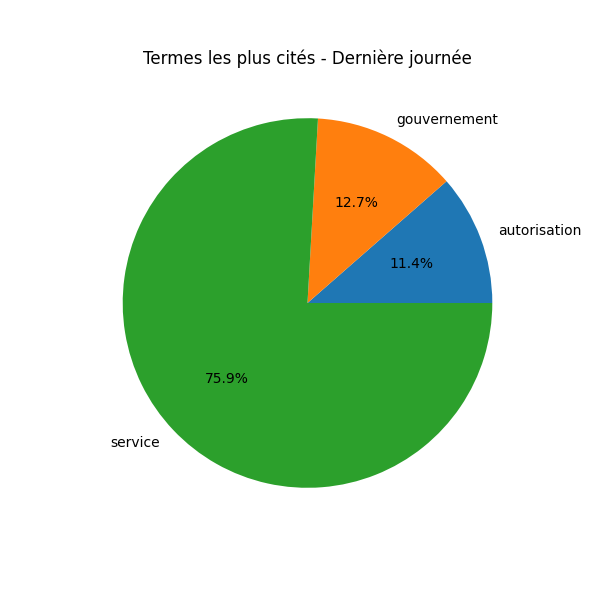 Termes les plus cités - Dernière journée
gouvernement
12.7%
autorisation
11.4%
75.9%
service